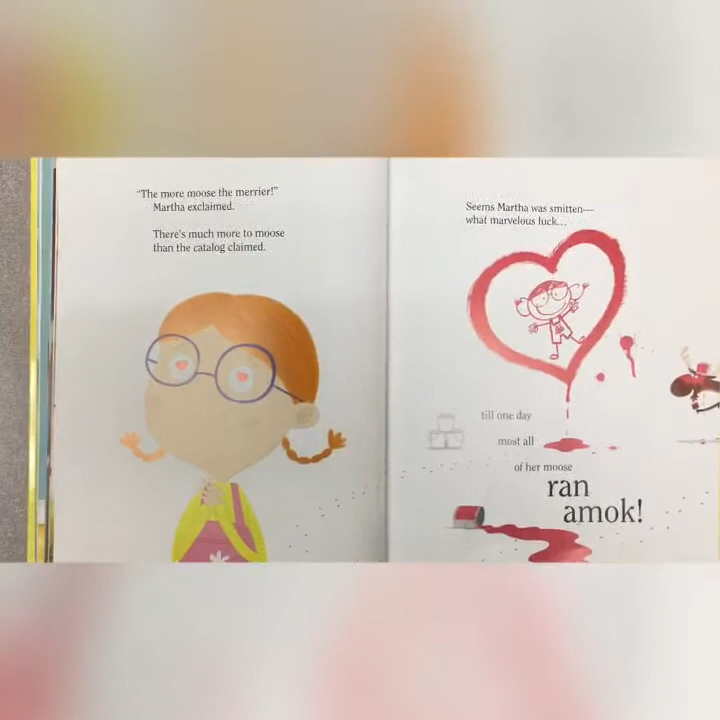 “The more moose the merrier!”
Martha exclaimed.
There's much more to moose
than the catalog claimed.
Seems Martha was smitten—
what marvelous luck...
till one day
most all
of her moose
ran
amok!